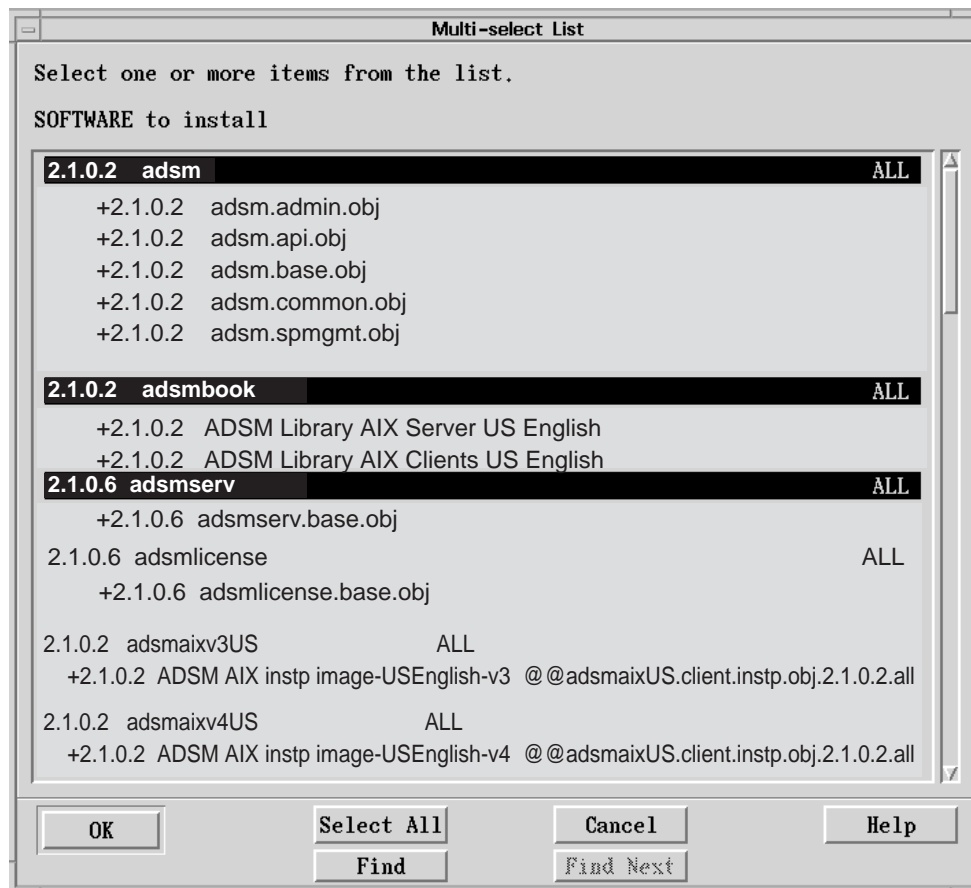 Multi-select List
Select one or more items from the list.
SOFTWARE to install
2.1.0.2 adsm ALL
+2.1.0.2 adsm.admin.obj
+2.1.0.2 adsm.api.obj
+2.1.0.2 adsm.base.obj
+2.1.0.2 adsm.common.obj
+2.1.0.2 adsm.spmgmt.obj
2.1.0.2 adsmbook ALL
+2.1.0.2 ADSM Library AIX Server US English
+2.1.0.2 ADSM Library AIX Clients US English
2.1.0.6 adsmserv ALL
+2.1.0.6 adsmserv.base.obj
2.1.0.6 adsmlicense ALL
+2.1.0.6 adsmlicense.base.obj
2.1.0.2 adsmaixv3US ALL
+2.1.0.2 ADSM AIX instp image-USEnglish-v3 @@adsmaixUS.client.instp.obj.2.1.0.2.all
2.1.0.2 adsmaixv4US ALL
+2.1.0.2 ADSM AIX instp image-USEnglish-v4 @@adsmaixUS.client.instp.obj.2.1.0.2.all
OK Select All Cancel Help
Find Find Next